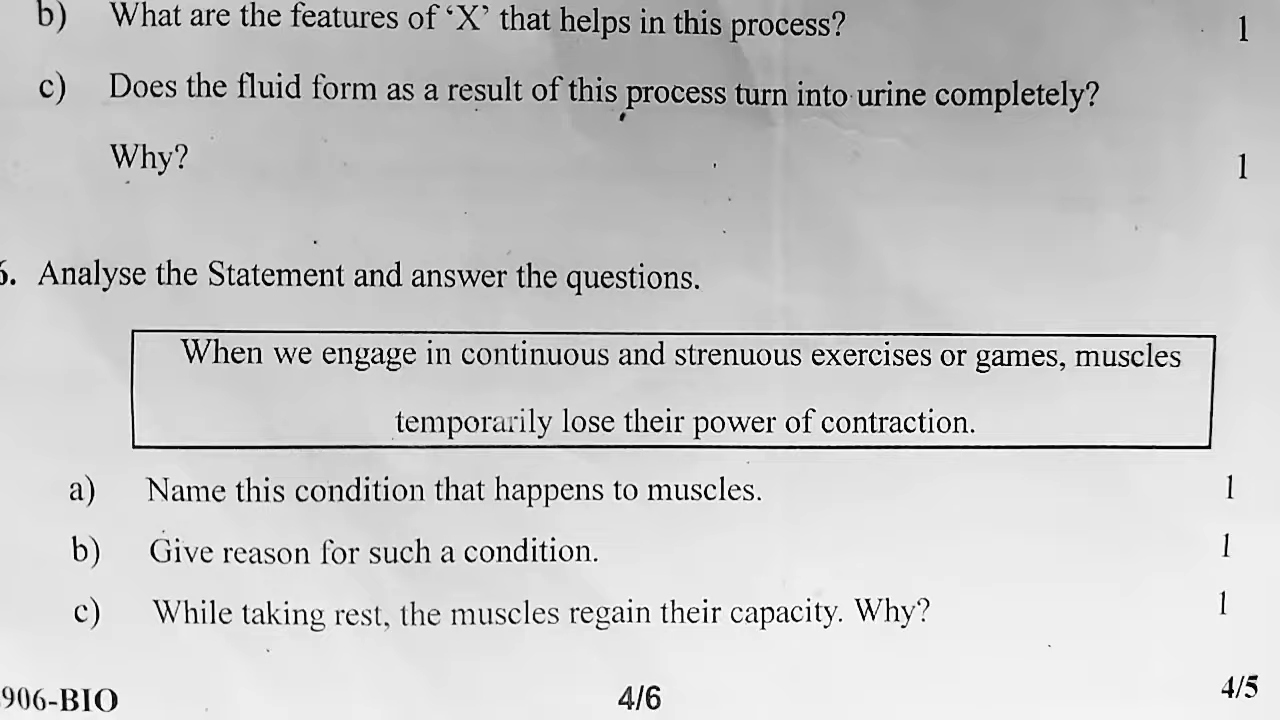 b) What are the features of ‘X’ that helps in this process? 1
c) Does the fluid form as a result of this process turn into urine completely?
Why? 1
6. Analyse the Statement and answer the questions.
When we engage in continuous and strenuous exercises or games, muscles
temporarily lose their power of contraction.
a) Name this condition that happens to muscles. 1
b) Give reason for such a condition. 1
c) While taking rest, the muscles regain their capacity. Why? 1
906-BIO 4/6 4/5